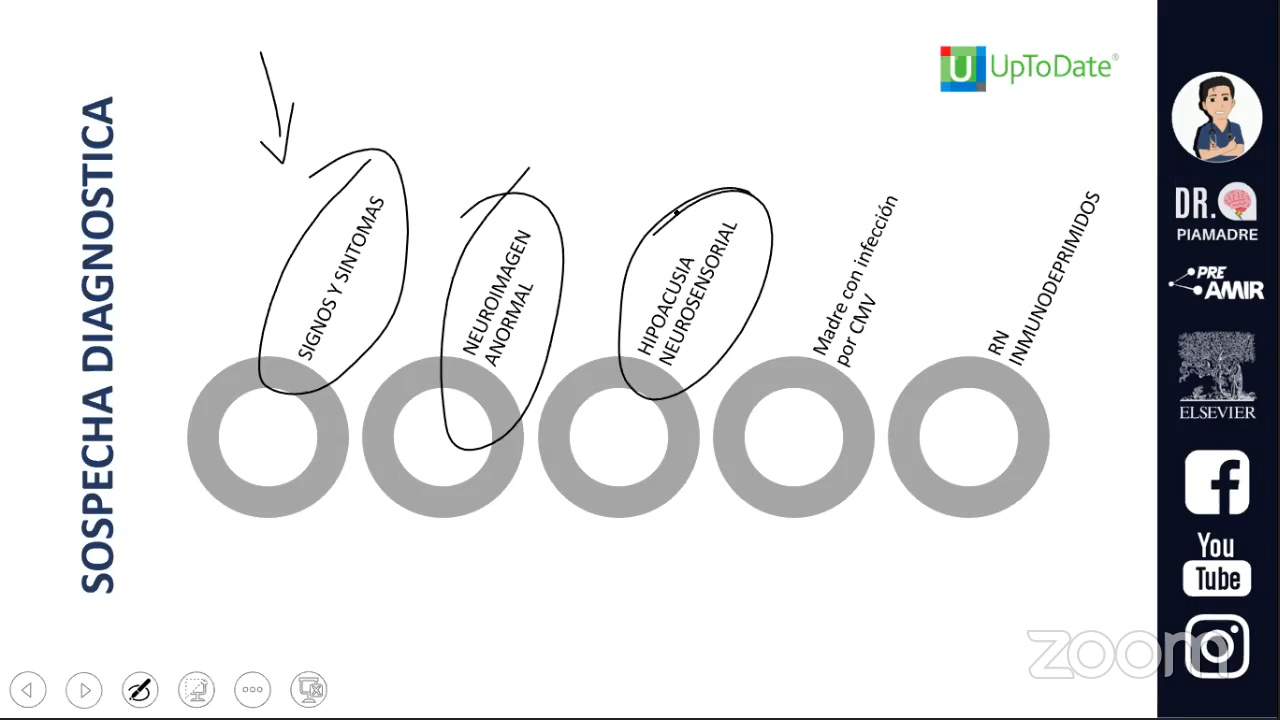 SOSPECHA DIAGNOSTICA
SIGNOS Y SINTOMAS
NEUROIMAGEN
ANORMAL
HIPOACUSIA
NEUROSENSORIAL
Madre con infección
por CMV
RN
INMUNODEPRIMIDOS
U UpToDate®
DR.
PIAMADRE
PRE
AMIR
ELSEVIER
f
You
Tube
zoom